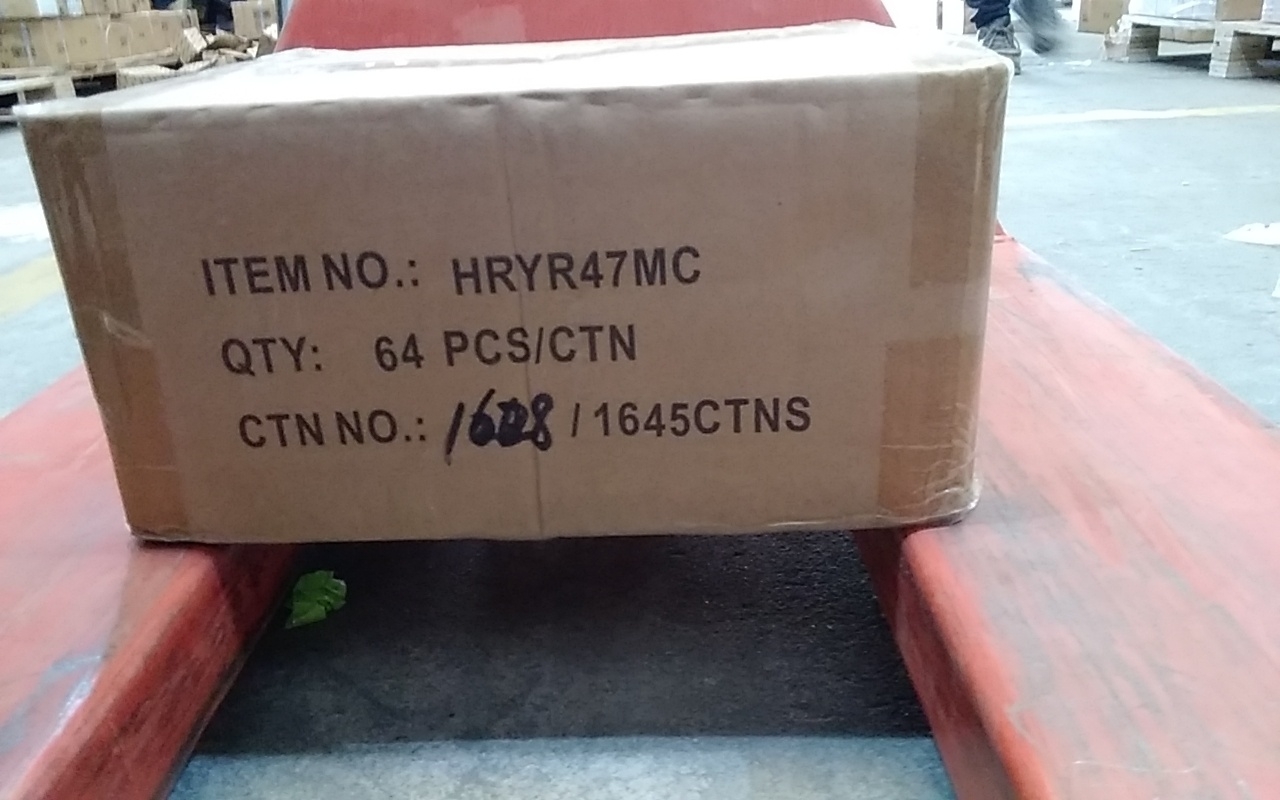 ITEM NO.: HRYR47MC
QTY: 64 PCS/CTN
CTN NO.: / 1645CTNS